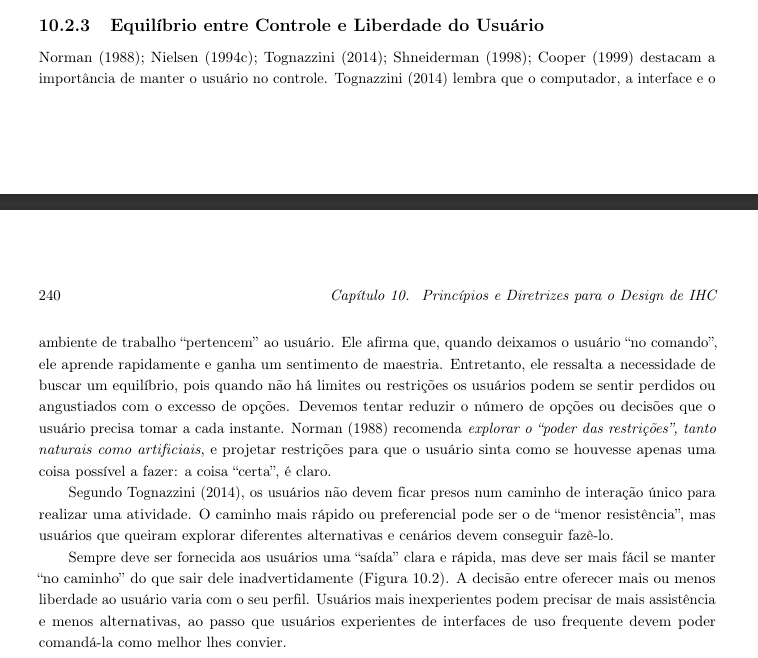 10.2.3 Equilíbrio entre Controle e Liberdade do Usuário
Norman (1988); Nielsen (1994c); Tognazzini (2014); Shneiderman (1998); Cooper (1999) destacam a
importância de manter o usuário no controle. Tognazzini (2014) lembra que o computador, a interface e o
240 Capítulo 10. Princípios e Diretrizes para o Design de IHC
ambiente de trabalho “pertencem” ao usuário. Ele afirma que, quando deixamos o usuário “no comando”,
ele aprende rapidamente e ganha um sentimento de maestria. Entretanto, ele ressalta a necessidade de
buscar um equilíbrio, pois quando não há limites ou restrições os usuários podem se sentir perdidos ou
angustiados com o excesso de opções. Devemos tentar reduzir o número de opções ou decisões que o
usuário precisa tomar a cada instante. Norman (1988) recomenda explorar o “poder das restrições”, tanto
naturais como artificiais, e projetar restrições para que o usuário sinta como se houvesse apenas uma
coisa possível a fazer: a coisa “certa”, é claro.
Segundo Tognazzini (2014), os usuários não devem ficar presos num caminho de interação único para
realizar uma atividade. O caminho mais rápido ou preferencial pode ser o de “menor resistência”, mas
usuários que queiram explorar diferentes alternativas e cenários devem conseguir fazê-lo.
Sempre deve ser fornecida aos usuários uma “saída” clara e rápida, mas deve ser mais fácil se manter
“no caminho” do que sair dele inadvertidamente (Figura 10.2). A decisão entre oferecer mais ou menos
liberdade ao usuário varia com o seu perfil. Usuários mais inexperientes podem precisar de mais assistência
e menos alternativas, ao passo que usuários experientes de interfaces de uso frequente devem poder
comandá-la como melhor lhes convier.